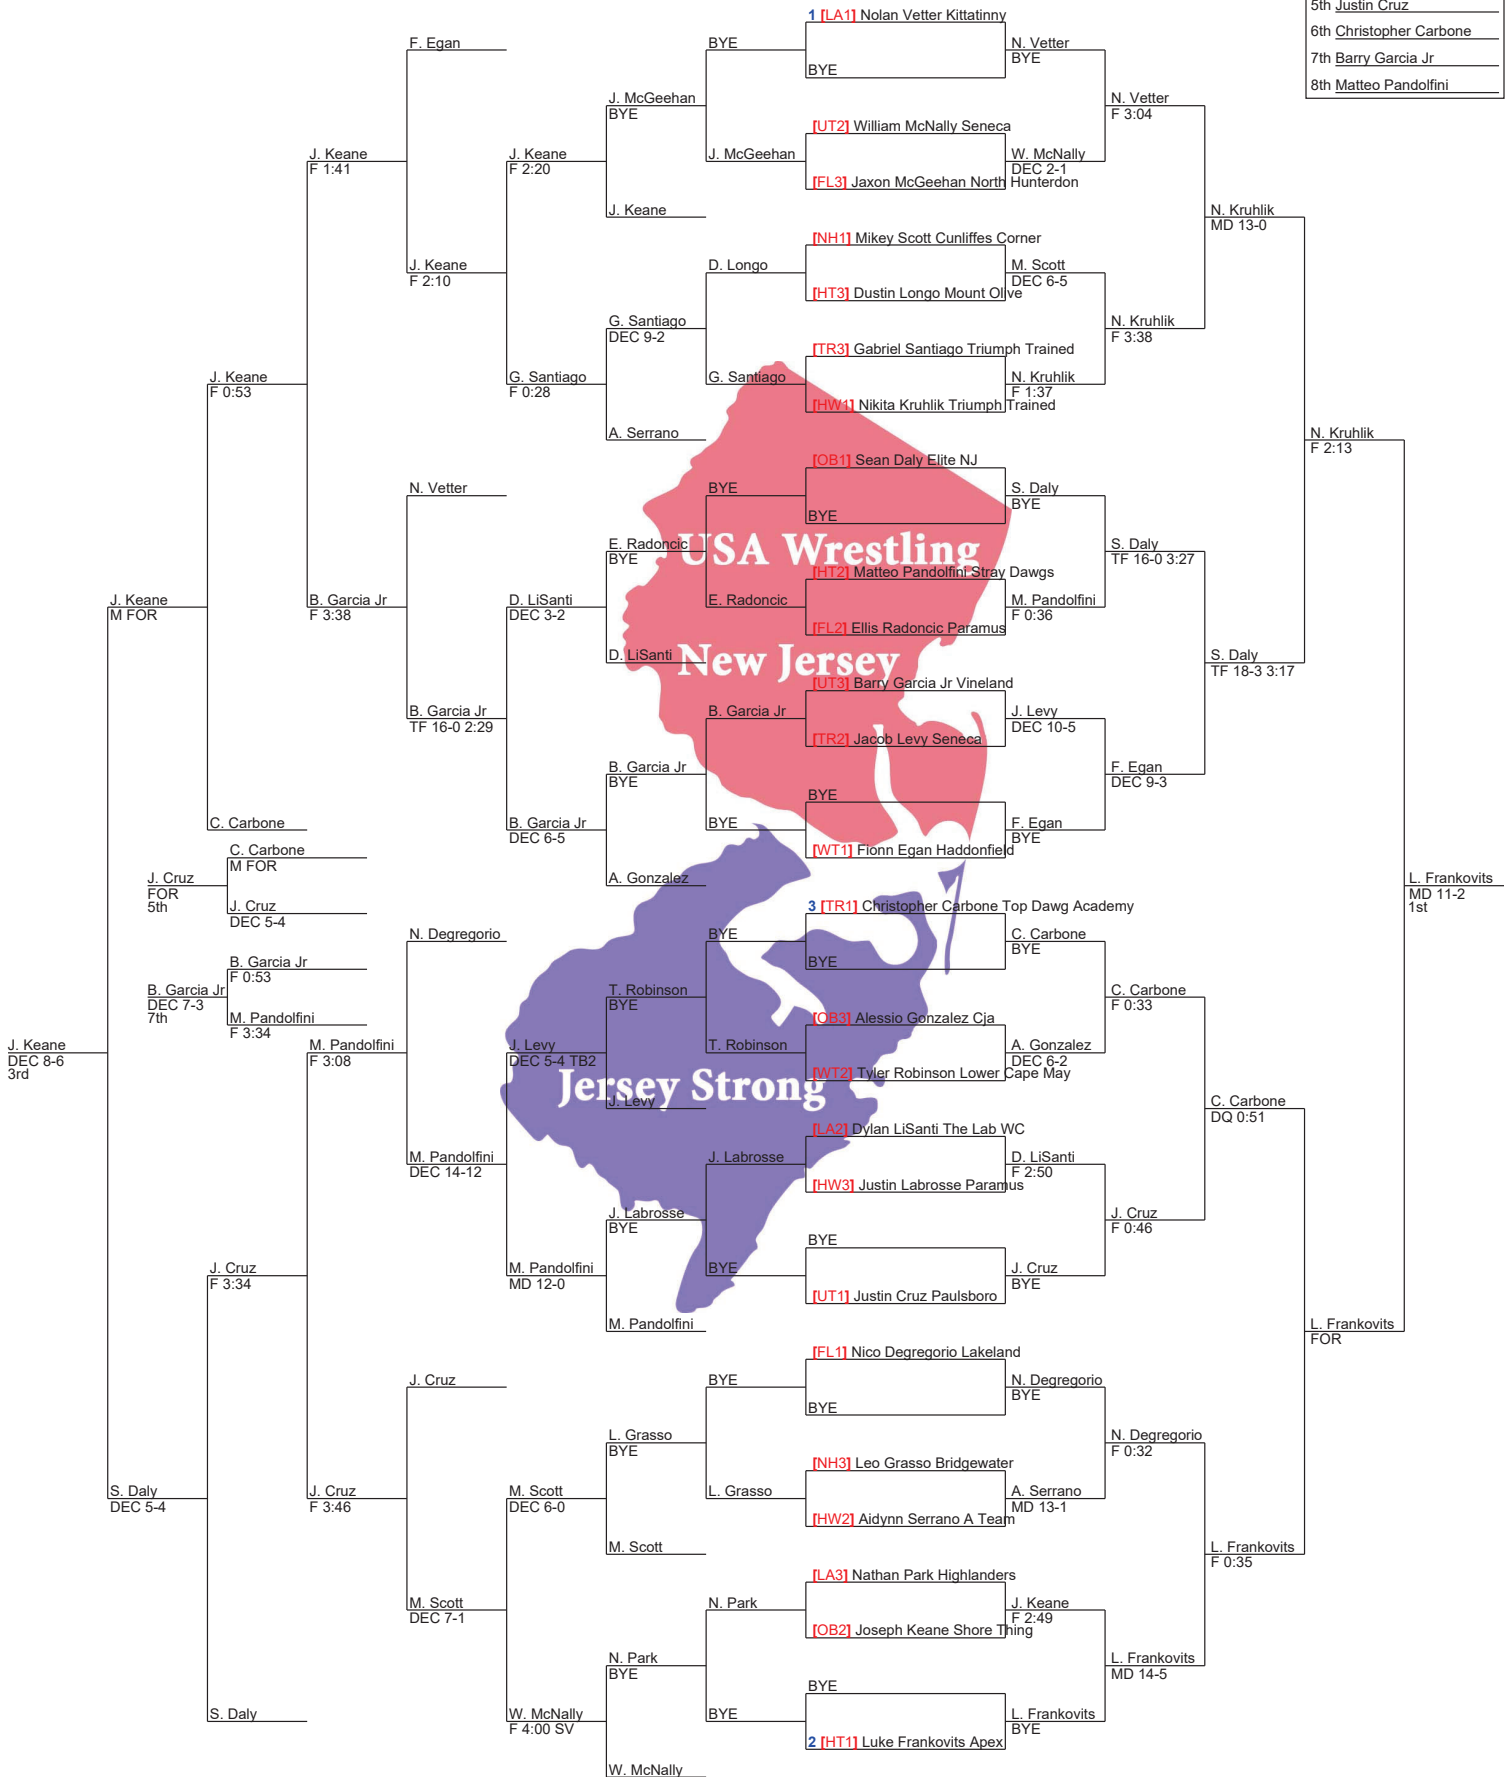 5th Justin Cruz
6th Christopher Carbone
7th Barry Garcia Jr
8th Matteo Pandolfini
1 [LA1] Nolan Vetter Kittatinny
BYE
[UT2] William McNally Seneca
[FL3] Jaxon McGeehan North Hunterdon
[NH1] Mikey Scott Cunliffes Corner
[HT3] Dustin Longo Mount Olive
[TR3] Gabriel Santiago Triumph Trained
[HW1] Nikita Kruhlik Triumph Trained
[OB1] Sean Daly Elite NJ
BYE
[HT2] Matteo Pandolfini Stray Dawgs
[FL2] Ellis Radoncic Paramus
[UT3] Barry Garcia Jr Vineland
[TR2] Jacob Levy Seneca
BYE
[WT1] Fionn Egan Haddonfield
3 [TR1] Christopher Carbone Top Dawg Academy
BYE
[OB3] Alessio Gonzalez Cja
[WT2] Tyler Robinson Lower Cape May
[LA2] Dylan LiSanti The Lab WC
[HW3] Justin Labrosse Paramus
BYE
[UT1] Justin Cruz Paulsboro
[FL1] Nico Degregorio Lakeland
BYE
[NH3] Leo Grasso Bridgewater
[HW2] Aidynn Serrano A Team
[LA3] Nathan Park Highlanders
[OB2] Joseph Keane Shore Thing
BYE
2 [HT1] Luke Frankovits Apex
N. Vetter
BYE
W. McNally
DEC 2-1
M. Scott
DEC 6-5
N. Kruhlik
F 1:37
S. Daly
BYE
M. Pandolfini
F 0:36
J. Levy
DEC 10-5
F. Egan
BYE
C. Carbone
BYE
A. Gonzalez
DEC 6-2
D. LiSanti
F 2:50
J. Cruz
BYE
N. Degregorio
BYE
A. Serrano
MD 13-1
J. Keane
F 2:49
L. Frankovits
BYE
N. Vetter
F 3:04
N. Kruhlik
F 3:38
S. Daly
TF 16-0 3:27
F. Egan
DEC 9-3
C. Carbone
F 0:33
J. Cruz
F 0:46
N. Degregorio
F 0:32
L. Frankovits
MD 14-5
N. Kruhlik
MD 13-0
S. Daly
TF 18-3 3:17
C. Carbone
DQ 0:51
L. Frankovits
F 0:35
N. Kruhlik
F 2:13
L. Frankovits
FOR
L. Frankovits
MD 11-2
1st
BYE
J. McGeehan
D. Longo
G. Santiago
BYE
E. Radoncic
B. Garcia Jr
BYE
BYE
T. Robinson
J. Labrosse
BYE
BYE
L. Grasso
N. Park
BYE
J. McGeehan
BYE
J. Keane
G. Santiago
DEC 9-2
A. Serrano
E. Radoncic
BYE
D. LiSanti
B. Garcia Jr
BYE
A. Gonzalez
T. Robinson
BYE
J. Levy
J. Labrosse
BYE
M. Pandolfini
L. Grasso
BYE
M. Scott
N. Park
BYE
W. McNally
J. Keane
F 2:20
G. Santiago
F 0:28
D. LiSanti
DEC 3-2
B. Garcia Jr
DEC 6-5
J. Levy
DEC 5-4 TB2
M. Pandolfini
MD 12-0
M. Scott
DEC 6-0
W. McNally
F 4:00 SV
F. Egan
J. Keane
F 2:10
N. Vetter
B. Garcia Jr
TF 16-0 2:29
N. Degregorio
M. Pandolfini
DEC 14-12
J. Cruz
M. Scott
DEC 7-1
J. Keane
F 1:41
B. Garcia Jr
F 3:38
M. Pandolfini
F 3:08
J. Cruz
F 3:46
J. Keane
F 0:53
C. Carbone
J. Cruz
F 3:34
S. Daly
J. Keane
M FOR
S. Daly
DEC 5-4
J. Keane
DEC 8-6
3rd
C. Carbone
M FOR
J. Cruz
DEC 5-4
J. Cruz
FOR
5th
B. Garcia Jr
F 0:53
M. Pandolfini
F 3:34
B. Garcia Jr
DEC 7-3
7th
USA Wrestling
New Jersey
Jersey Strong